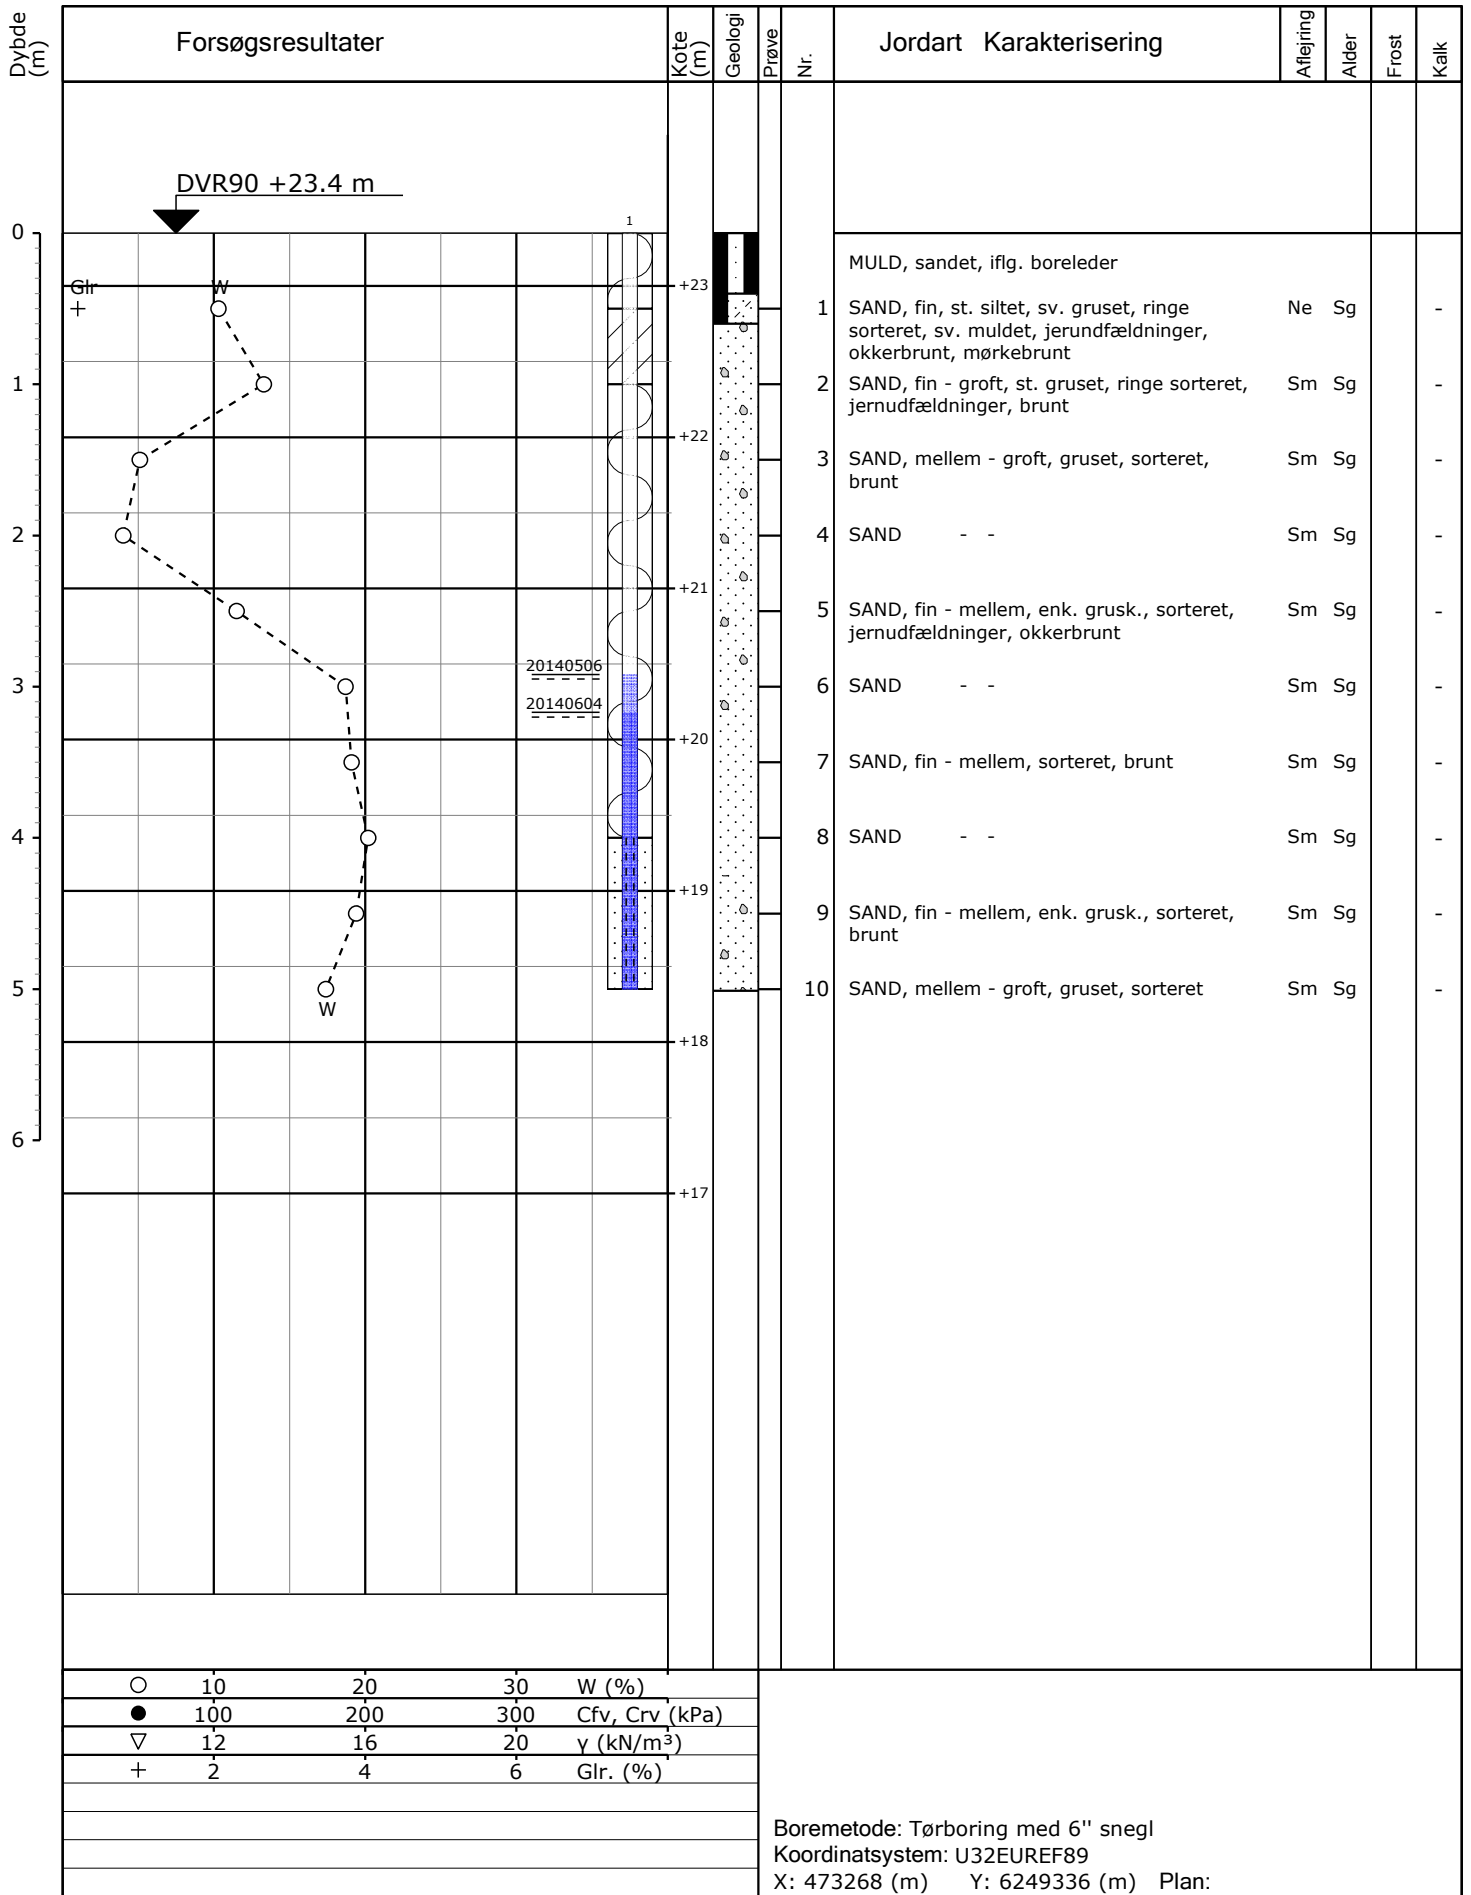 Dybde (m)
Forsøgsresultater
Kote (m)
Geologi
Prøve
Nr.
Jordart Karakterisering
Aflejring
Alder
Frost
Kalk
DVR90 +23.4 m
1
0
MULD, sandet, iflg. boreleder
Glr
W
+23
1 SAND, fin, st. siltet, sv. gruset, ringe Ne Sg -
sorteret, sv. muldet, jerundfældninger,
okkerbrunt, mørkebrunt
1
2 SAND, fin - groft, st. gruset, ringe sorteret, Sm Sg -
jernudfældninger, brunt
+22
3 SAND, mellem - groft, gruset, sorteret, Sm Sg -
brunt
2
4 SAND - - Sm Sg -
+21
5 SAND, fin - mellem, enk. grusk., sorteret, Sm Sg -
jernudfældninger, okkerbrunt
20140506
3
6 SAND - - Sm Sg -
20140604
+20
7 SAND, fin - mellem, sorteret, brunt Sm Sg -
4
8 SAND - - Sm Sg -
+19
9 SAND, fin - mellem, enk. grusk., sorteret, Sm Sg -
brunt
5
10 SAND, mellem - groft, gruset, sorteret Sm Sg -
W
+18
6
+17
10 20 30 W (%)
100 200 300 Cfv, Crv (kPa)
12 16 20 γ (kN/m³)
+ 2 4 6 Glr. (%)
Boremetode: Tørboring med 6'' snegl
Koordinatsystem: U32EUREF89
X: 473268 (m) Y: 6249336 (m) Plan: